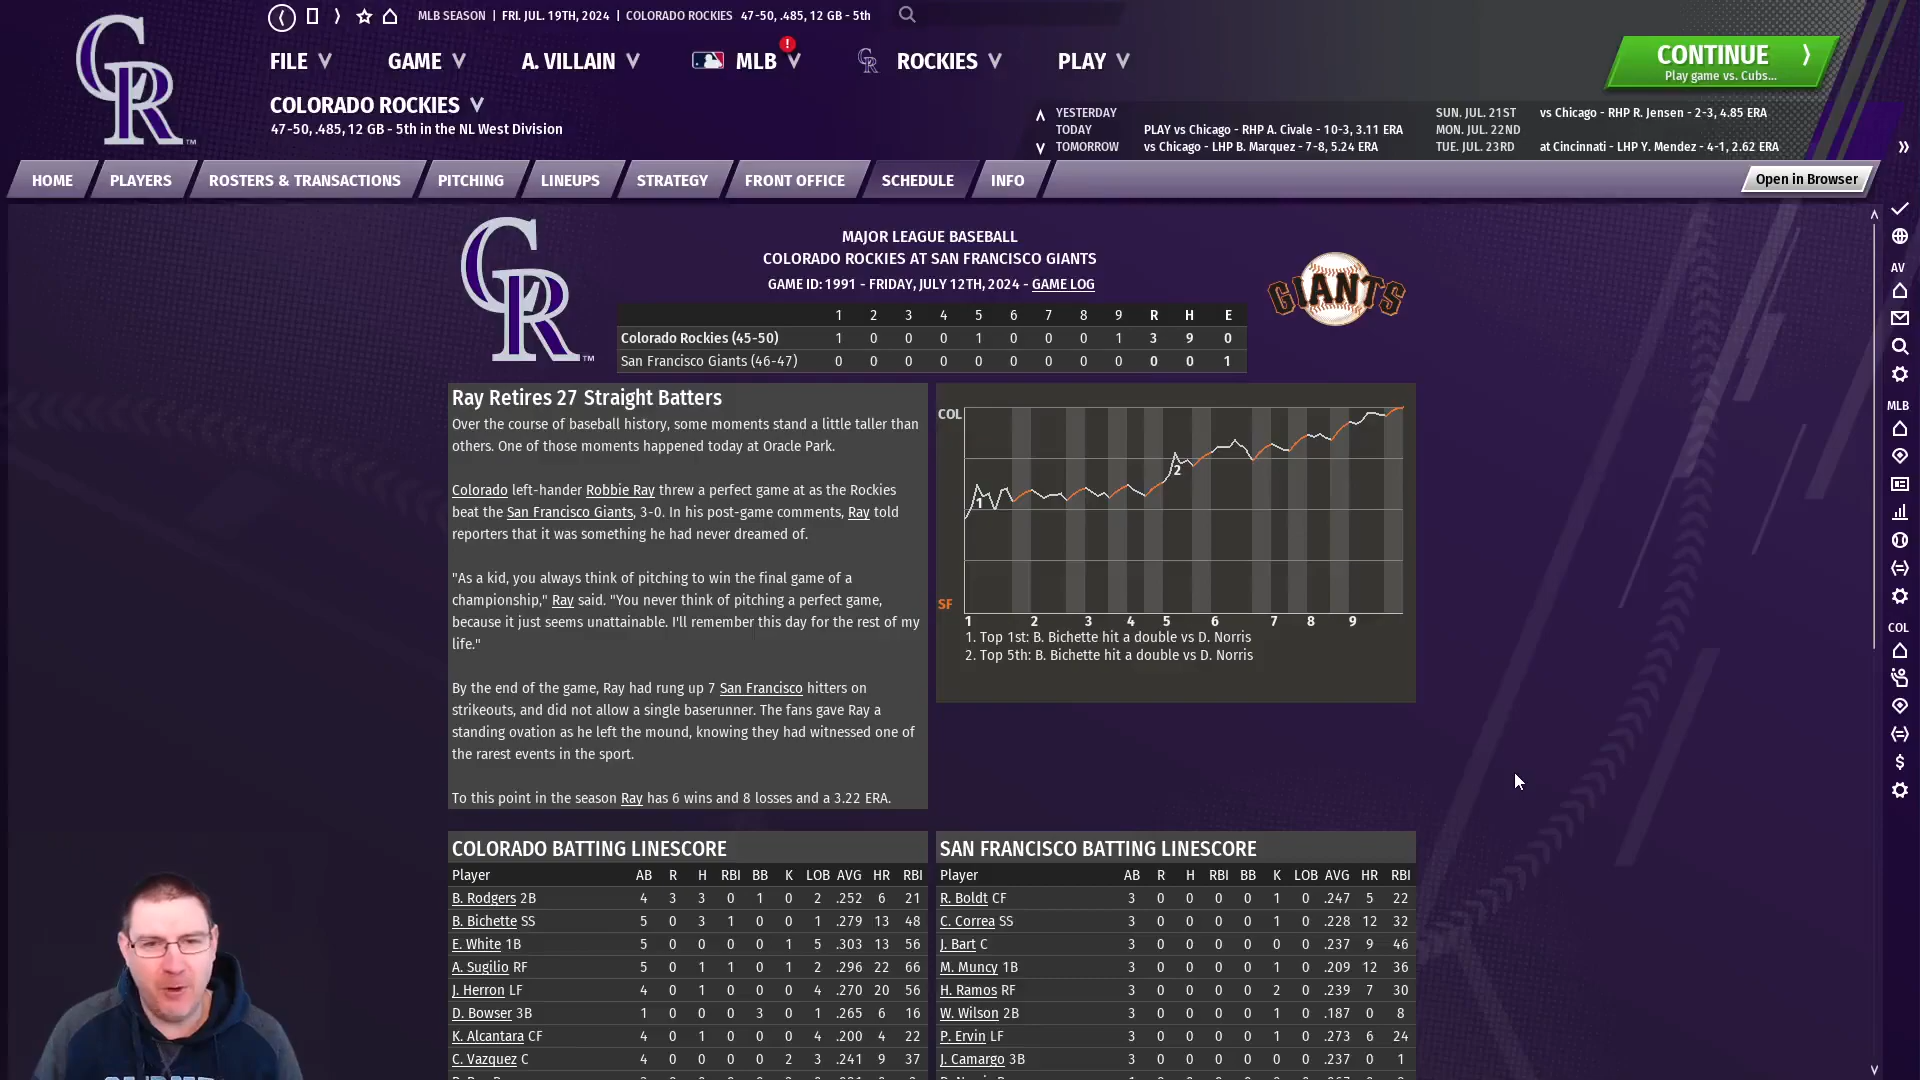 MLB SEASON | FRI. JUL. 19TH, 2024 | COLORADO ROCKIES 47-50, .485, 12 GB - 5th
FILE GAME A. VILLAIN MLB ! ROCKIES PLAY
CONTINUE
Play game vs. Cubs...
COLORADO ROCKIES
47-50, .485, 12 GB - 5th in the NL West Division
YESTERDAY
TODAY PLAY vs Chicago - RHP A. Civale - 10-3, 3.11 ERA
TOMORROW vs Chicago - LHP B. Marquez - 7-8, 5.24 ERA
SUN. JUL. 21ST vs Chicago - RHP R. Jensen - 2-3, 4.85 ERA
MON. JUL. 22ND
TUE. JUL. 23RD at Cincinnati - LHP Y. Mendez - 4-1, 2.62 ERA
HOME PLAYERS ROSTERS & TRANSACTIONS PITCHING LINEUPS STRATEGY FRONT OFFICE SCHEDULE INFO Open in Browser
CR TM
CR TM
MAJOR LEAGUE BASEBALL
COLORADO ROCKIES AT SAN FRANCISCO GIANTS
GAME ID: 1991 - FRIDAY, JULY 12TH, 2024 - GAME LOG
GIANTS
1 2 3 4 5 6 7 8 9 R H E
Colorado Rockies (45-50) 1 0 0 0 1 0 0 0 1 3 9 0
San Francisco Giants (46-47) 0 0 0 0 0 0 0 0 0 0 0 1
Ray Retires 27 Straight Batters
Over the course of baseball history, some moments stand a little taller than
others. One of those moments happened today at Oracle Park.
Colorado left-hander Robbie Ray threw a perfect game at as the Rockies
beat the San Francisco Giants, 3-0. In his post-game comments, Ray told
reporters that it was something he had never dreamed of.
"As a kid, you always think of pitching to win the final game of a
championship," Ray said. "You never think of pitching a perfect game,
because it just seems unattainable. I'll remember this day for the rest of my
life."
By the end of the game, Ray had rung up 7 San Francisco hitters on
strikeouts, and did not allow a single baserunner. The fans gave Ray a
standing ovation as he left the mound, knowing they had witnessed one of
the rarest events in the sport.
To this point in the season Ray has 6 wins and 8 losses and a 3.22 ERA.
COL
1
2
SF
1 2 3 4 5 6 7 8 9
1. Top 1st: B. Bichette hit a double vs D. Norris
2. Top 5th: B. Bichette hit a double vs D. Norris
COLORADO BATTING LINESCORE
Player AB R H RBI BB K LOB AVG HR RBI
B. Rodgers 2B 4 3 3 0 1 0 2 .252 6 21
B. Bichette SS 5 0 3 1 0 0 1 .279 13 48
E. White 1B 5 0 0 0 0 1 5 .303 13 56
A. Sugilio RF 5 0 1 1 0 1 2 .296 22 66
J. Herron LF 4 0 1 0 0 0 4 .270 20 56
D. Bowser 3B 1 0 0 0 3 0 1 .265 6 16
K. Alcantara CF 4 0 1 0 0 0 4 .200 4 22
C. Vazquez C 4 0 0 0 0 2 3 .241 9 37
SAN FRANCISCO BATTING LINESCORE
Player AB R H RBI BB K LOB AVG HR RBI
R. Boldt CF 3 0 0 0 0 1 0 .247 5 22
C. Correa SS 3 0 0 0 0 1 0 .228 12 32
J. Bart C 3 0 0 0 0 0 0 .237 9 46
M. Muncy 1B 3 0 0 0 0 1 0 .209 12 36
H. Ramos RF 3 0 0 0 0 2 0 .239 7 30
W. Wilson 2B 3 0 0 0 0 1 0 .187 0 8
P. Ervin LF 3 0 0 0 0 1 0 .273 6 24
J. Camargo 3B 3 0 0 0 0 0 0 .237 0 1
AV
MLB
COL
$